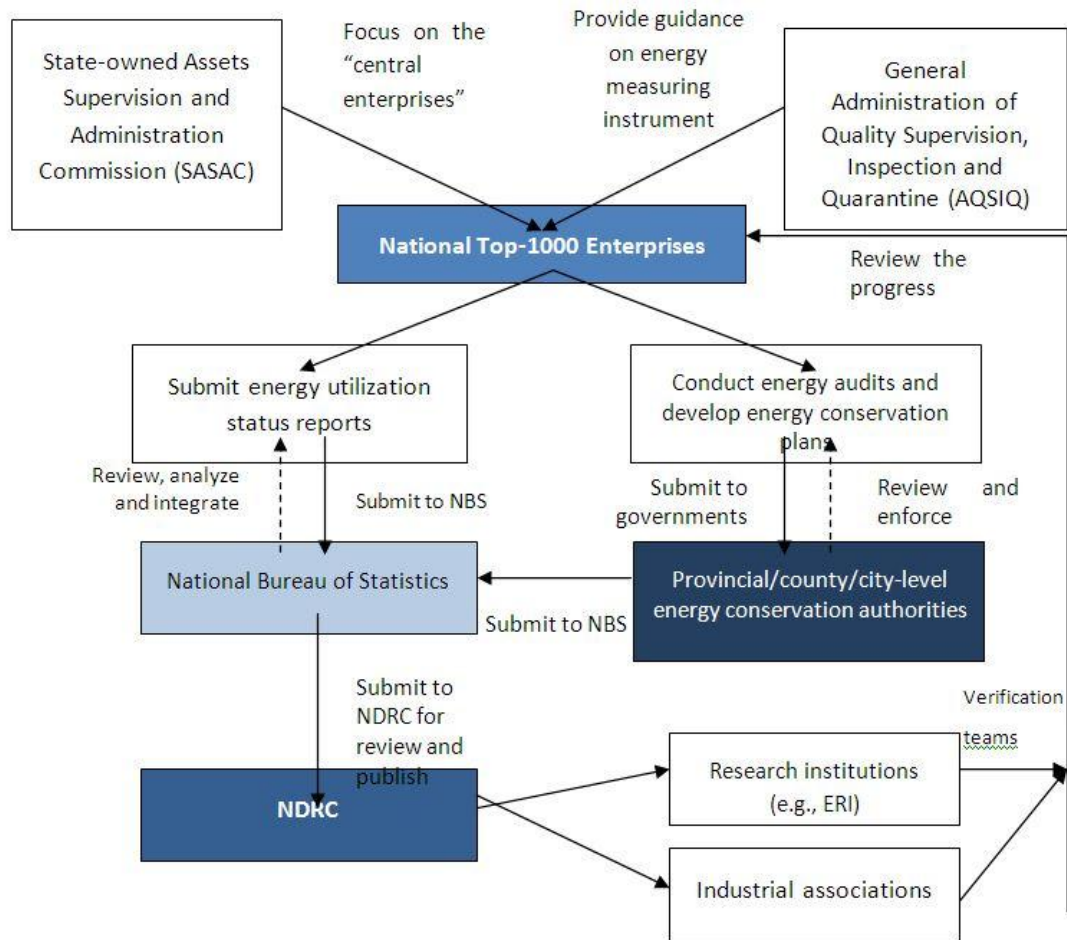 State-owned Assets
Supervision and
Administration
Commission (SASAC)
Focus on the
“central
enterprises”
Provide guidance
on energy
measuring
instrument
General
Administration of
Quality Supervision,
Inspection and
Quarantine (AQSIQ)
National Top-1000 Enterprises
Review the
progress
Submit energy utilization
status reports
Conduct energy audits and
develop energy conservation
plans
Review, analyze
and integrate
Submit to NBS
Submit to
governments
Review and
enforce
National Bureau of Statistics
Submit to NBS
Provincial/county/city-level
energy conservation authorities
Submit to
NDRC for
review and
publish
NDRC
Research institutions
(e.g., ERI)
Verification
teams
Industrial associations